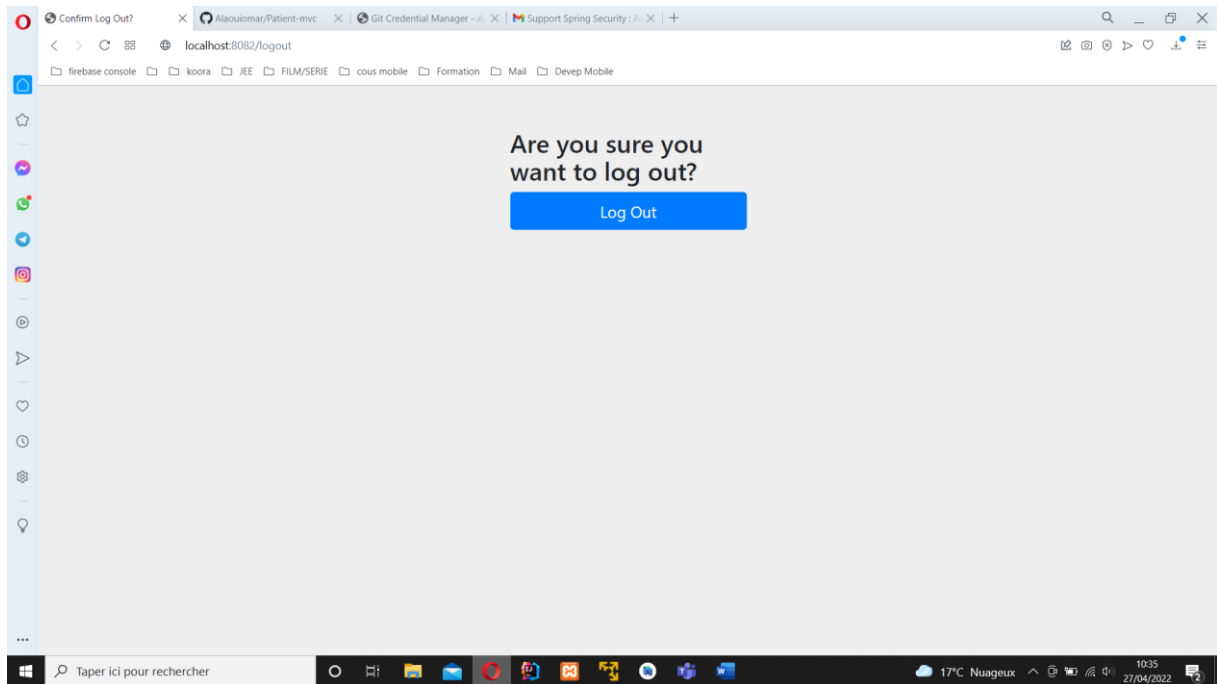 Confirm Log Out?
Alaouiomar/Patient-mvc
Git Credential Manager - A
Support Spring Security : A
localhost:8082/logout
firebase console koora JEE FILM/SERIE cous mobile Formation Mail Devep Mobile
Are you sure you
want to log out?
Log Out
Taper ici pour rechercher
17°C Nuageux
10:35
27/04/2022
2